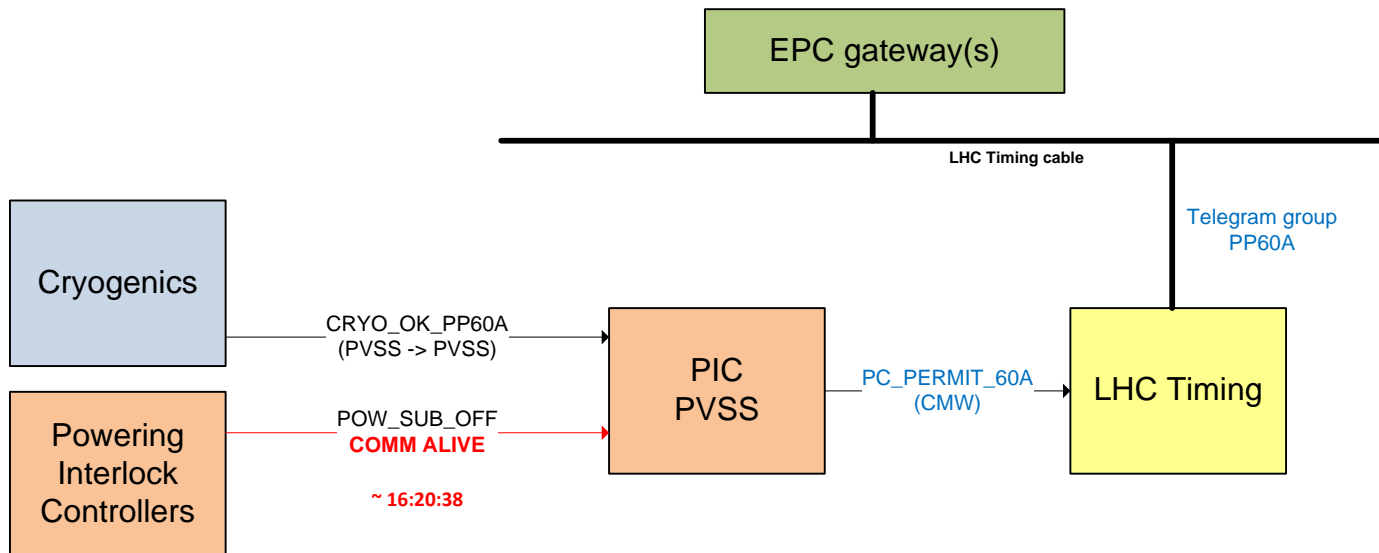 EPC gateway(s)
LHC Timing cable
Telegram group
PP60A
Cryogenics
CRYO_OK_PP60A
(PVSS -> PVSS)
PIC
PVSS
PC_PERMIT_60A
(CMW)
LHC Timing
Powering
Interlock
Controllers
POW_SUB_OFF
COMM ALIVE
~ 16:20:38